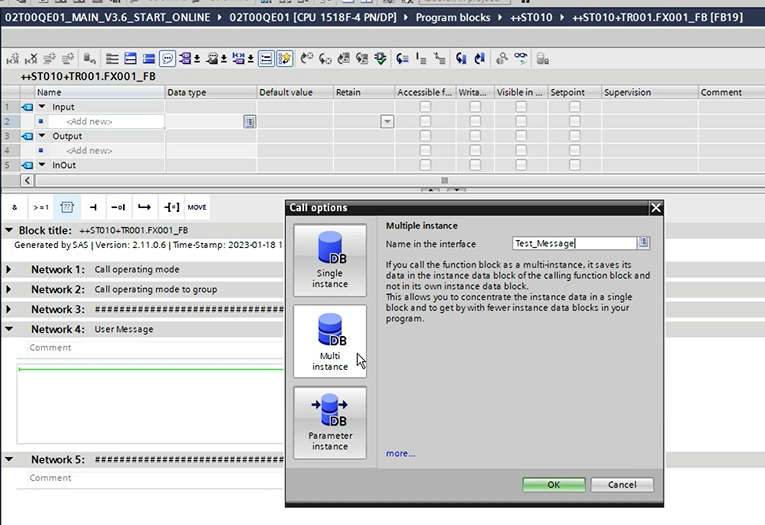 02T00QE01_MAIN_V3.6_START_ONLINE ▸ 02T00QE01 [CPU 1518F-4 PN/DP] ▸ Program blocks ▸ ++ST010 ▸ ++ST010+TR001.FX001_FB [FB19]
++ST010+TR001.FX001_FB
Name Data type Default value Retain Accessible f... Writa... Visible in ... Setpoint Supervision Comment
1 Input
2 <Add new>
3 Output
4 <Add new>
5 InOut
& >=1 ?? MOVE
Block title: ++ST010+TR001.FX001_FB
Generated by SAS | Version: 2.11.0.6 | Time-Stamp: 2023-01-18 1
Network 1: Call operating mode
Network 2: Call operating mode to group
Network 3: ##############################
Network 4: User Message
Comment
Network 5: ##############################
Comment
Call options
DB
Single
instance
DB
Multi
instance
DB
Parameter
instance
Multiple instance
Name in the interface Test_Message
If you call the function block as a multi-instance, it saves its
data in the instance data block of the calling function block and
not in its own instance data block.
This allows you to concentrate the instance data in a single
block and to get by with fewer instance data blocks in your
program.
more...
OK Cancel